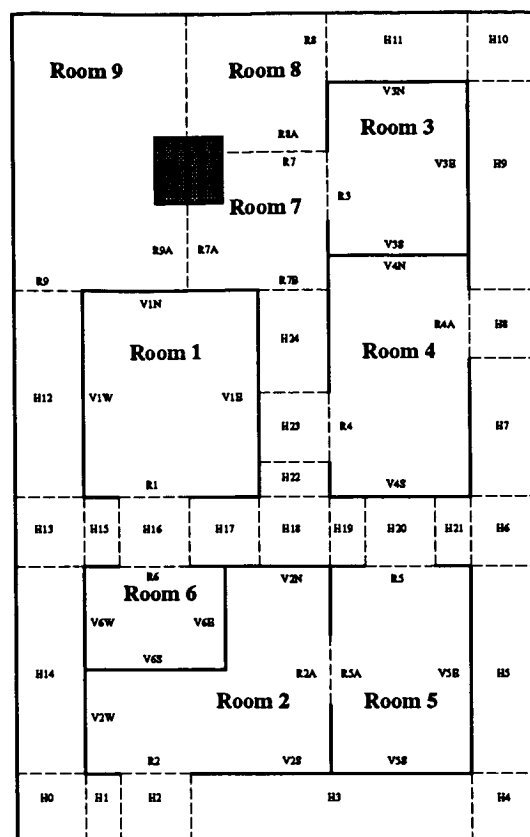 R8 H11 H10
Room 9 Room 8
V3N
Room 3
R8A
R7 V3E H9
R3
Room 7
R9A R7A V3S
V4N
R9 R7B
V1N
R4A H8
Room 1 H24 Room 4
H12 V1W V1E H7
H23 R4
H22
R1 V4S
H13 H15 H16 H17 H18 H19 H20 H21 H6
R6 V2N R5
Room 6
V6W V6E
V6S
H14 R2A R5A V5E H5
Room 2 Room 5
V2W
R2 V2S V5S
H0 H1 H2 H3 H4